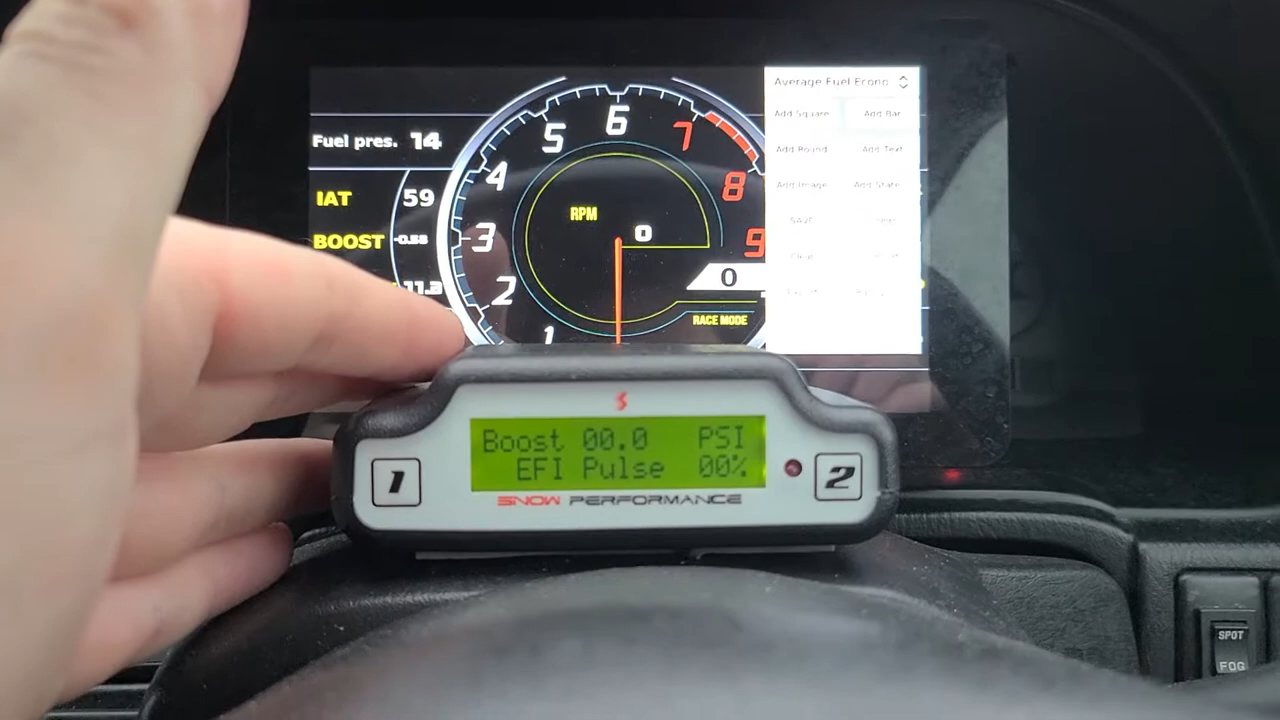 Fuel pres. 14
IAT 59
BOOST -0.58
11.3
1
2
3
4
5
6
7
8
9
RPM
0
0
RACE MODE
Average Fuel Econo
Add Square Add Bar
Add Round Add Text
Add Image Add State
Boost 00.0 PSI
EFI Pulse 00%
1
2
SNOW PERFORMANCE
SPOT
FOG